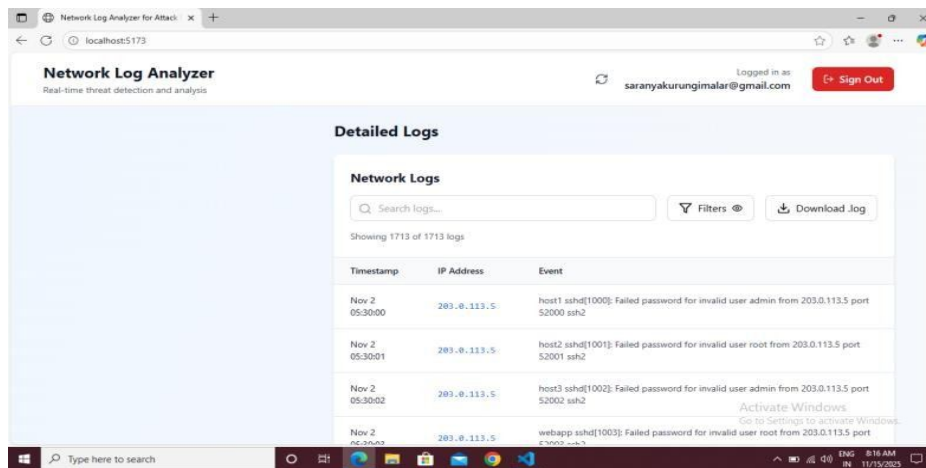 Network Log Analyzer for Attack
localhost:5173
Network Log Analyzer
Real-time threat detection and analysis
Logged in as
saranyakurungimalar@gmail.com
Sign Out
Detailed Logs
Network Logs
Search logs...
Filters
Download .log
Showing 1713 of 1713 logs
Timestamp IP Address Event
Nov 2
05:30:00
203.0.113.5
host1 sshd[1000]: Failed password for invalid user admin from 203.0.113.5 port
52000 ssh2
Nov 2
05:30:01
203.0.113.5
host2 sshd[1001]: Failed password for invalid user root from 203.0.113.5 port
52001 ssh2
Nov 2
05:30:02
203.0.113.5
host3 sshd[1002]: Failed password for invalid user admin from 203.0.113.5 port
52002 ssh2
Nov 2
05:30:03
203.0.113.5
webapp sshd[1003]: Failed password for invalid user root from 203.0.113.5 port
52003 ssh2
Activate Windows
Go to Settings to activate Windows.
Type here to search
ENG 8:16 AM
IN 11/15/2025